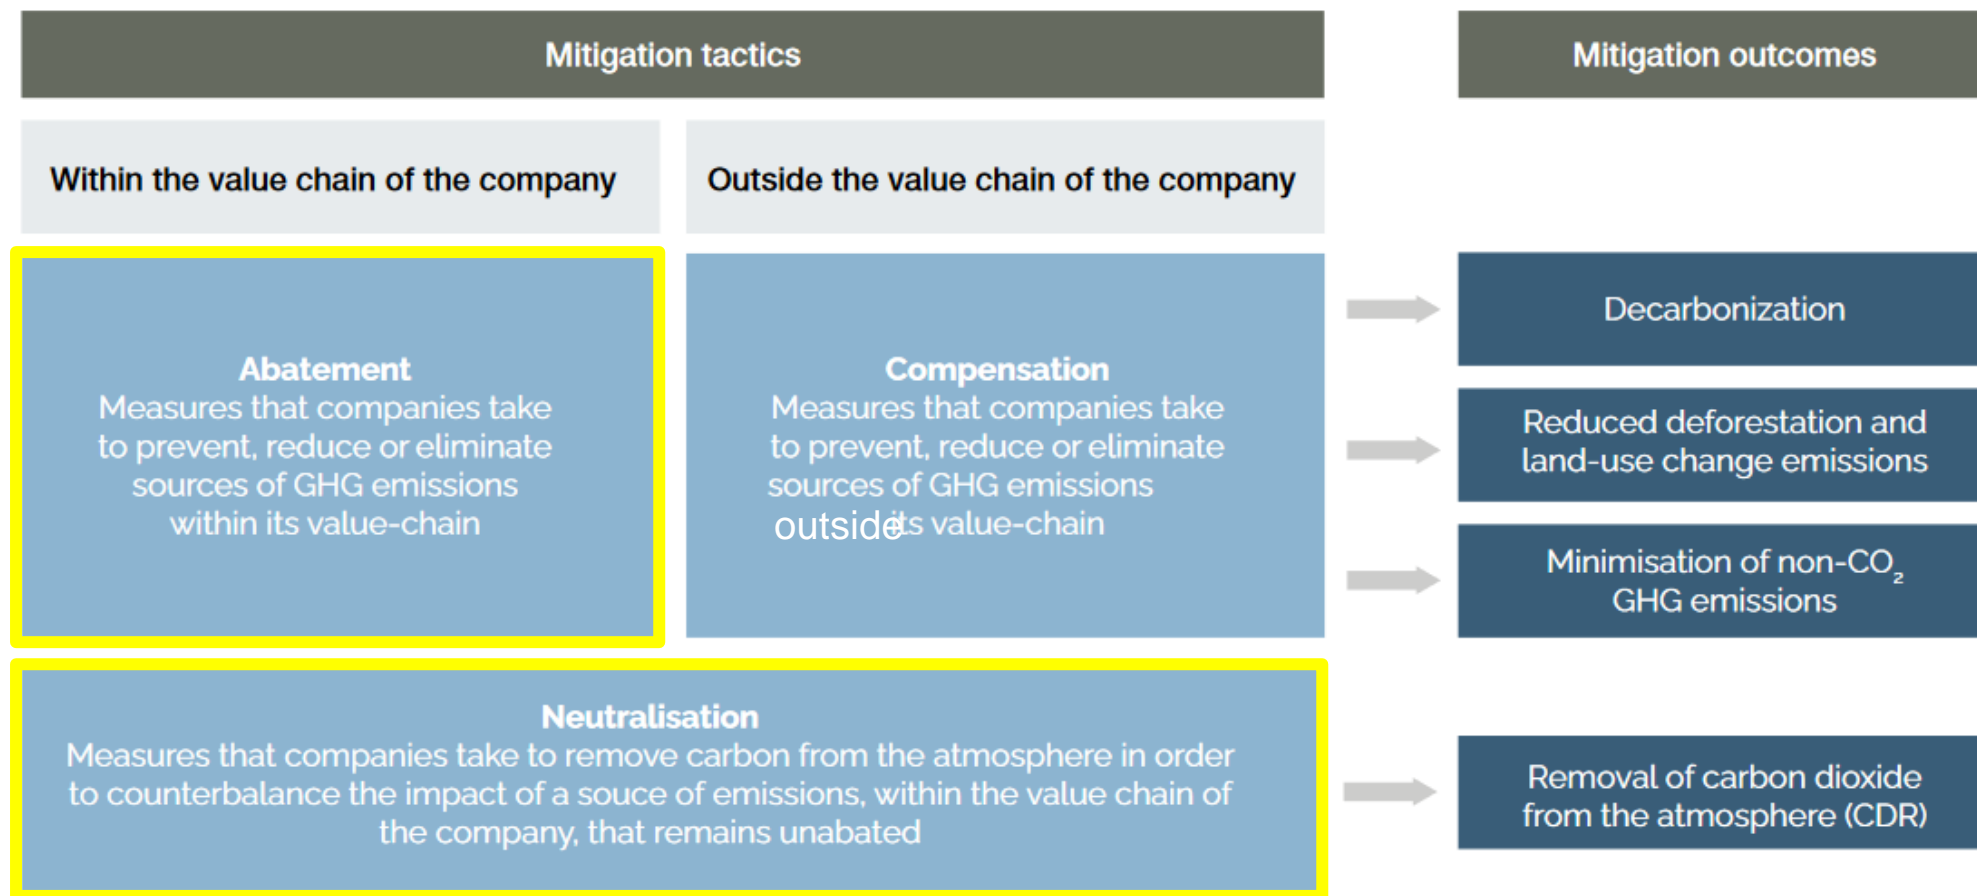 Mitigation tactics
Mitigation outcomes
Within the value chain of the company
Outside the value chain of the company
Abatement
Measures that companies take
to prevent, reduce or eliminate
sources of GHG emissions
within its value-chain
Compensation
Measures that companies take
to prevent, reduce or eliminate
sources of GHG emissions
outside its value-chain
Decarbonization
Reduced deforestation and
land-use change emissions
Minimisation of non-CO₂
GHG emissions
Neutralisation
Measures that companies take to remove carbon from the atmosphere in order
to counterbalance the impact of a souce of emissions, within the value chain of
the company, that remains unabated
Removal of carbon dioxide
from the atmosphere (CDR)